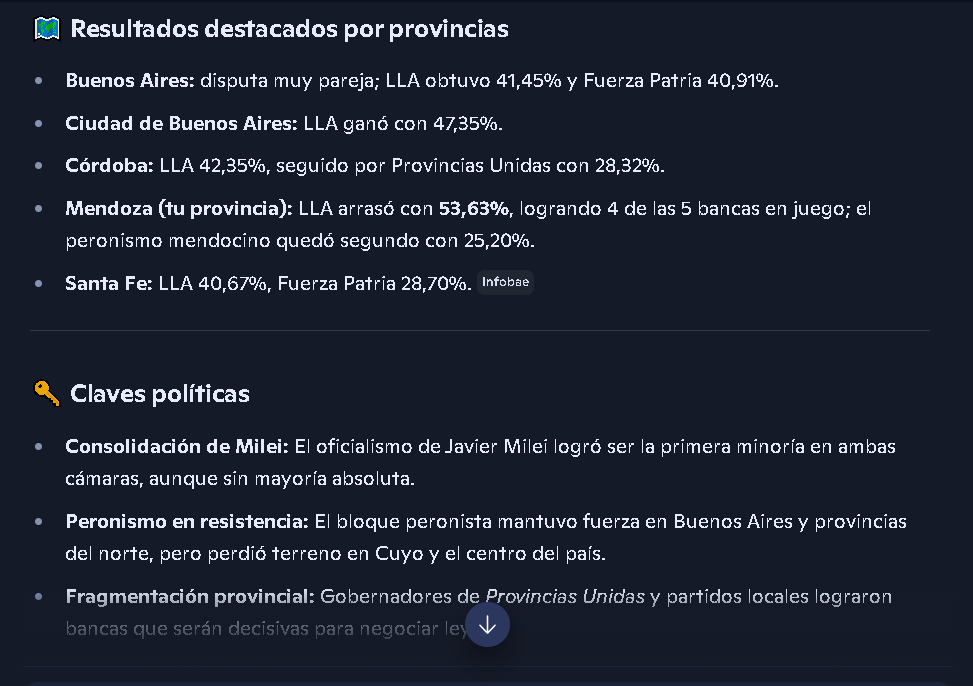 Resultados destacados por provincias
• Buenos Aires: disputa muy pareja; LLA obtuvo 41,45% y Fuerza Patria 40,91%.
• Ciudad de Buenos Aires: LLA ganó con 47,35%.
• Córdoba: LLA 42,35%, seguido por Provincias Unidas con 28,32%.
• Mendoza (tu provincia): LLA arrasó con 53,63%, logrando 4 de las 5 bancas en juego; el
peronismo mendocino quedó segundo con 25,20%.
• Santa Fe: LLA 40,67%, Fuerza Patria 28,70%. Infobae
Claves políticas
• Consolidación de Milei: El oficialismo de Javier Milei logró ser la primera minoría en ambas
cámaras, aunque sin mayoría absoluta.
• Peronismo en resistencia: El bloque peronista mantuvo fuerza en Buenos Aires y provincias
del norte, pero perdió terreno en Cuyo y el centro del país.
• Fragmentación provincial: Gobernadores de Provincias Unidas y partidos locales lograron
bancas que serán decisivas para negociar